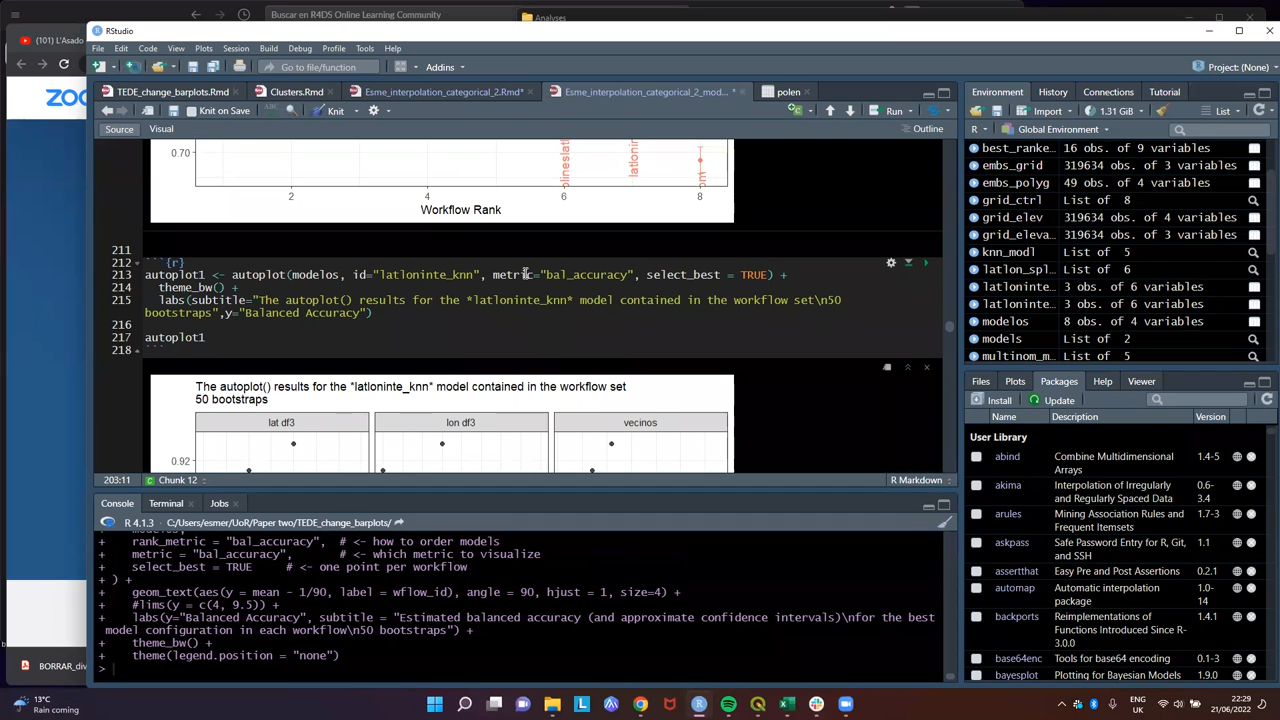 Buscar en R4DS Online Learning Community
Analyses
(101) L'Asado
RStudio
File Edit Code View Plots Session Build Debug Profile Tools Help
Go to file/function
Addins
Project: (None)
TEDE_change_barplots.Rmd
Clusters.Rmd
Esme_interpolation_categorical_2.Rmd*
Esme_interpolation_categorical_2_mod... *
polen
Knit on Save
Knit
Run
Source Visual
Outline
0.70
olineslat
latlonin
om
2 4 6 8
Workflow Rank
211
212 ```{r}
213 autoplot1 <- autoplot(modelos, id="latloninte_knn", metric="bal_accuracy", select_best = TRUE) +
214 theme_bw() +
215 labs(subtitle="The autoplot() results for the *latloninte_knn* model contained in the workflow set\n50
bootstraps",y="Balanced Accuracy")
216
217 autoplot1
218 ```
The autoplot() results for the *latloninte_knn* model contained in the workflow set
50 bootstraps
lat df3 lon df3 vecinos
0.92
203:11 Chunk 12 R Markdown
Console Terminal Jobs
R 4.1.3 · C:/Users/esmer/UoR/Paper two/TEDE_change_barplots/
+ modelos,
+ rank_metric = "bal_accuracy", # <- how to order models
+ metric = "bal_accuracy", # <- which metric to visualize
+ select_best = TRUE # <- one point per workflow
+ ) +
+ geom_text(aes(y = mean - 1/90, label = wflow_id), angle = 90, hjust = 1, size=4) +
+ #lims(y = c(4, 9.5)) +
+ labs(y="Balanced Accuracy", subtitle = "Estimated balanced accuracy (and approximate confidence intervals)\nfor the best
model configuration in each workflow\n50 bootstraps") +
+ theme_bw() +
+ theme(legend.position = "none")
>
Environment History Connections Tutorial
Import 1.31 GiB List
R Global Environment
best_ranke… 16 obs. of 9 variables
embs_grid 319634 obs. of 3 variables
embs_polyg 49 obs. of 4 variables
grid_ctrl List of 8
grid_elev 319634 obs. of 4 variables
grid_eleva… 319634 obs. of 3 variables
knn_modl List of 5
latlon_spl… List of 6
latloninte… 3 obs. of 6 variables
latloninte… 3 obs. of 6 variables
modelos 8 obs. of 4 variables
models List of 2
multinom_m… List of 5
Files Plots Packages Help Viewer
Install Update
Name Description Version
User Library
abind Combine Multidimensional Arrays 1.4-5
akima Interpolation of Irregularly and Regularly Spaced Data 0.6-3.4
arules Mining Association Rules and Frequent Itemsets 1.7-3
askpass Safe Password Entry for R, Git, and SSH 1.1
assertthat Easy Pre and Post Assertions 0.2.1
automap Automatic interpolation package 1.0-14
backports Reimplementations of Functions Introduced Since R-3.0.0 1.4.1
base64enc Tools for base64 encoding 0.1-3
bayesplot Plotting for Bayesian Models 1.9.0
BORRAR_div
13°C
Rain coming
ENG
UK
22:29
21/06/2022